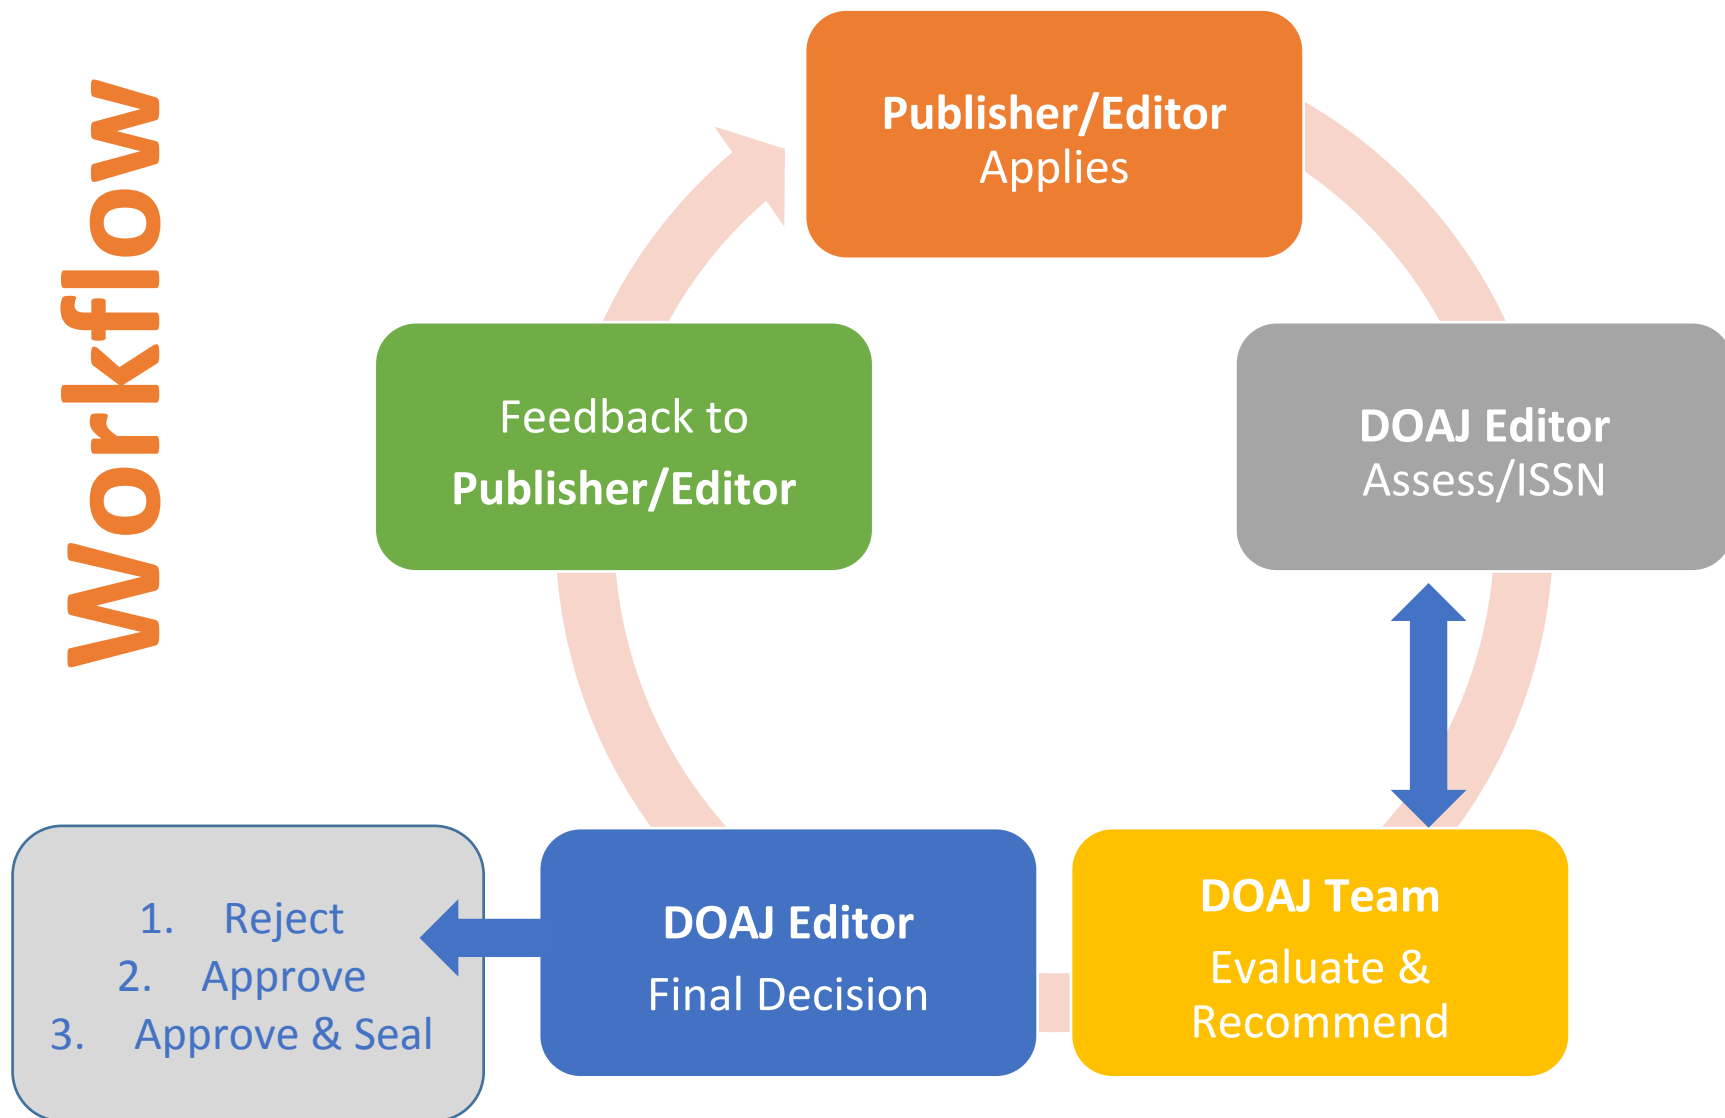 Workflow
Publisher/Editor
Applies
DOAJ Editor
Assess/ISSN
DOAJ Team
Evaluate &
Recommend
DOAJ Editor
Final Decision
1. Reject
2. Approve
3. Approve & Seal
Feedback to
Publisher/Editor